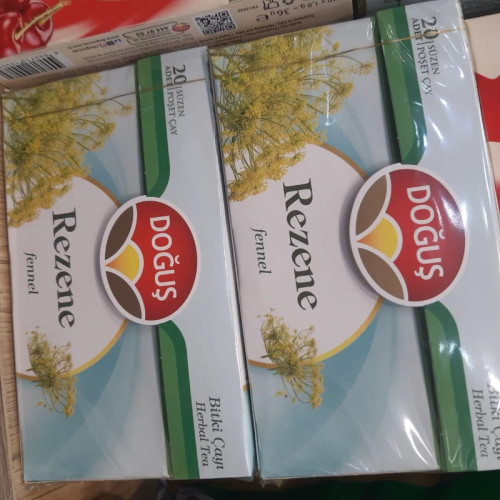 20 SÜZEN
ADET POŞET ÇAY
DOĞUŞ
Rezene
fennel
Bitki Çayı
Herbal Tea
20 SÜZEN
ADET POŞET ÇAY
DOĞUŞ
Rezene
fennel
Bitki Çayı
Herbal Tea
36g e